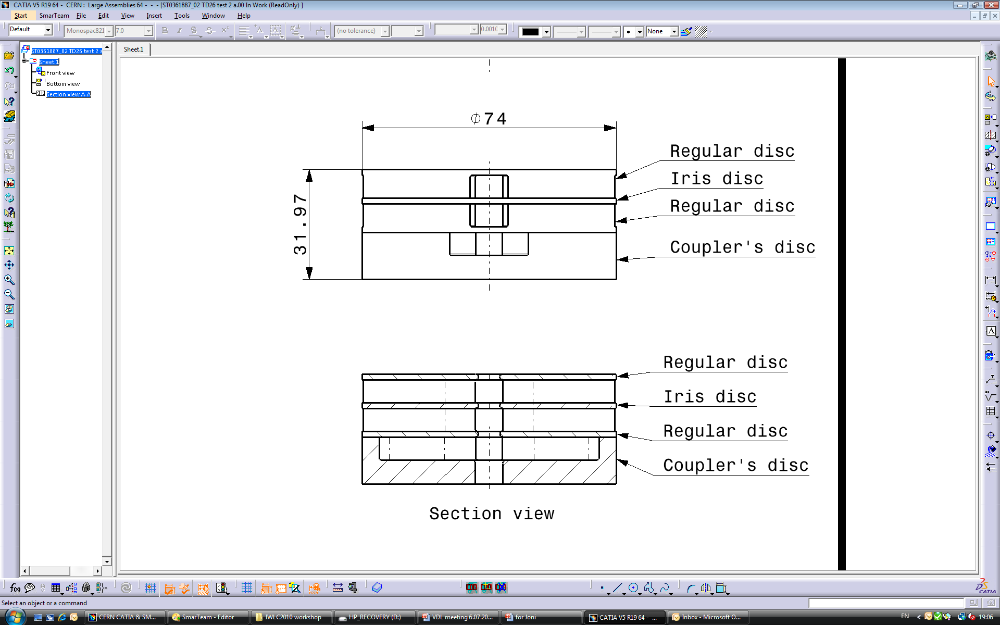 CATIA V5 R19 64 - CERN : Large Assemblies 64 - - - [ST0361887_02 TD26 test 2 a.00 In Work (ReadOnly) ]
Start SmarTeam File Edit View Insert Tools Window Help
Default Monospac821 7.0 B I S S (no tolerance) 0.001 None
ST0361887_02 TD26 test 2 a
Sheet.1
Front view
Bottom view
Section view A-A
Sheet.1
Ø74
31.97
Regular disc
Iris disc
Regular disc
Coupler's disc
Regular disc
Iris disc
Regular disc
Coupler's disc
Section view
CATIA
Select an object or a command
CERN CATIA & SM... SmarTeam - Editor IWLC2010 workshop HP_RECOVERY (D:) VDL meeting 6.07.20... for Joni CATIA V5 R19 64 - ... Inbox - Microsoft O... EN 19:06